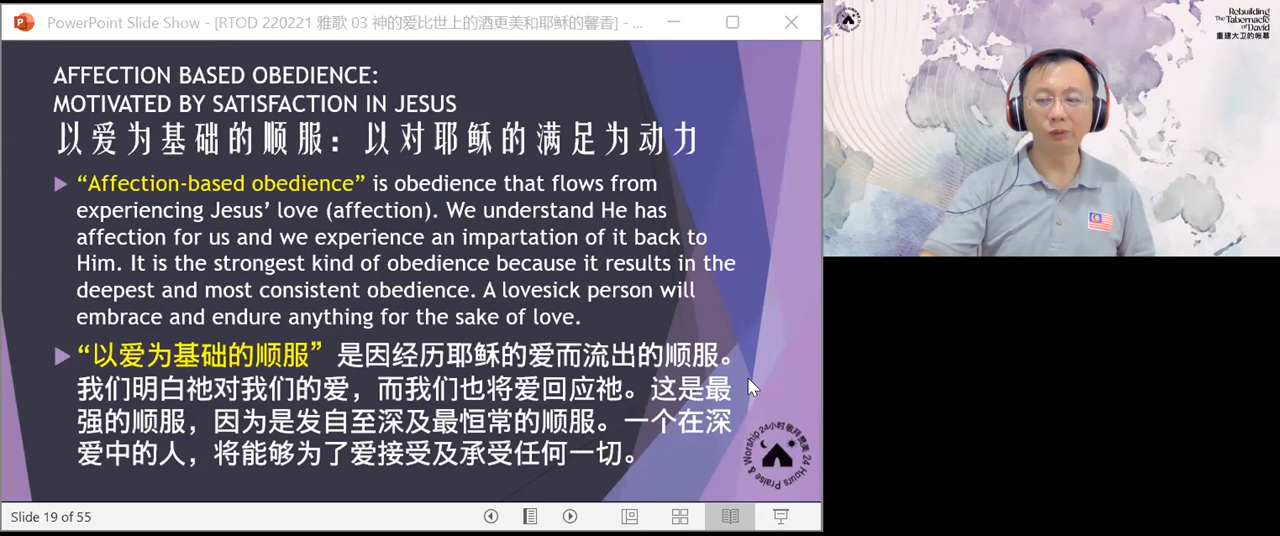 PowerPoint Slide Show - [RTOD 220221 雅歌 03 神的爱比世上的酒更美和耶稣的馨香] - ...
AFFECTION BASED OBEDIENCE:
MOTIVATED BY SATISFACTION IN JESUS
以爱为基础的顺服：以对耶稣的满足为动力
“Affection-based obedience” is obedience that flows from
experiencing Jesus’ love (affection). We understand He has
affection for us and we experience an impartation of it back to
Him. It is the strongest kind of obedience because it results in the
deepest and most consistent obedience. A lovesick person will
embrace and endure anything for the sake of love.
“以爱为基础的顺服” 是因经历耶稣的爱而流出的顺服。
我们明白祂对我们的爱，而我们也将爱回应祂。这是最
强的顺服，因为是发自至深及最恒常的顺服。一个在深
爱中的人，将能够为了爱接受及承受任何一切。
24小时敬拜赞美
24 Hours Praise & Worship
Slide 19 of 55
Rebuilding
The Tabernacle
of David
重建大卫的帐幕